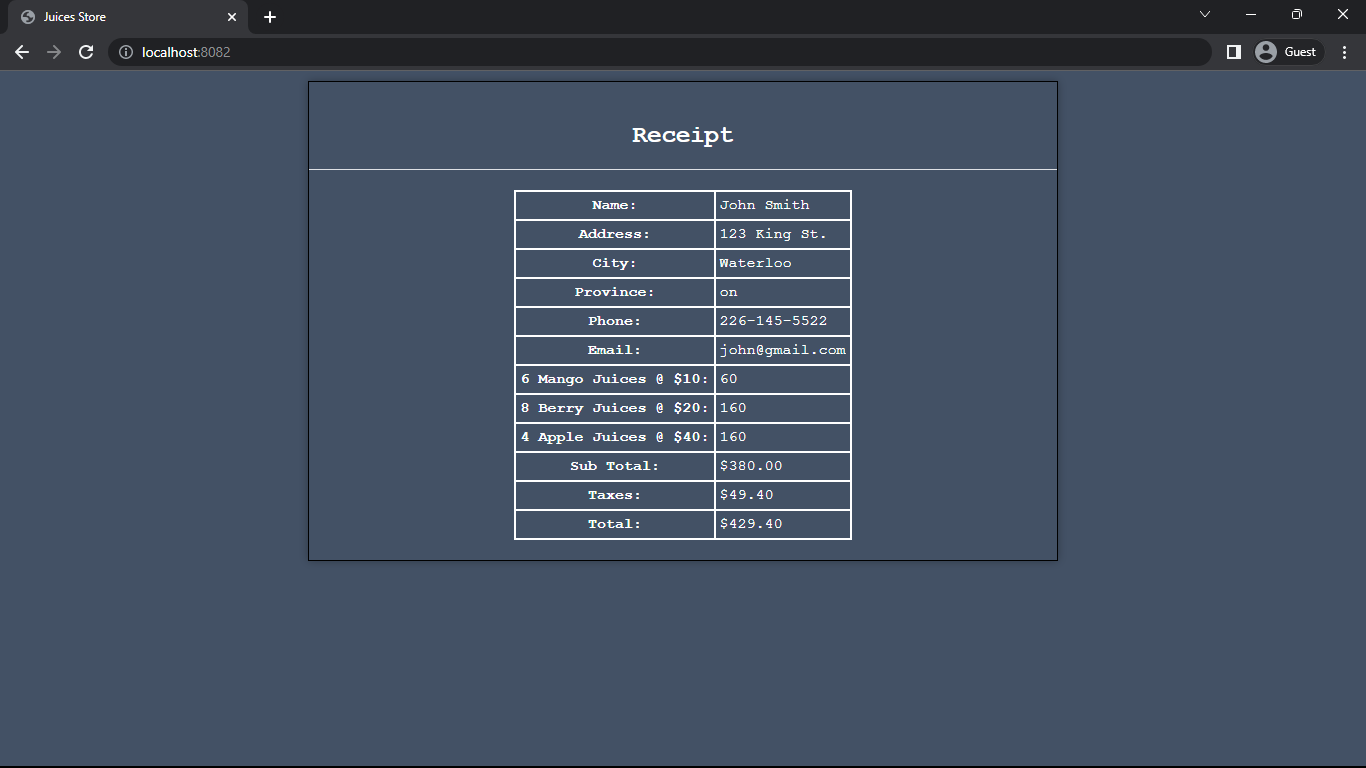 Juices Store
localhost:8082
Guest
Receipt
Name: John Smith
Address: 123 King St.
City: Waterloo
Province: on
Phone: 226-145-5522
Email: john@gmail.com
6 Mango Juices @ $10: 60
8 Berry Juices @ $20: 160
4 Apple Juices @ $40: 160
Sub Total: $380.00
Taxes: $49.40
Total: $429.40